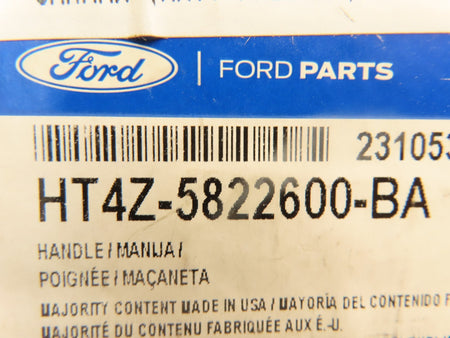 Ford | FORD PARTS
231053
HT4Z-5822600-BA
HANDLE/MANIJA/
POIGNÉE/MAÇANETA
MAJORITY CONTENT MADE IN USA / MAYORÍA DEL CONTENIDO F
MAJORITÉ DU CONTENU FABRIQUÉE AUX É.-U.